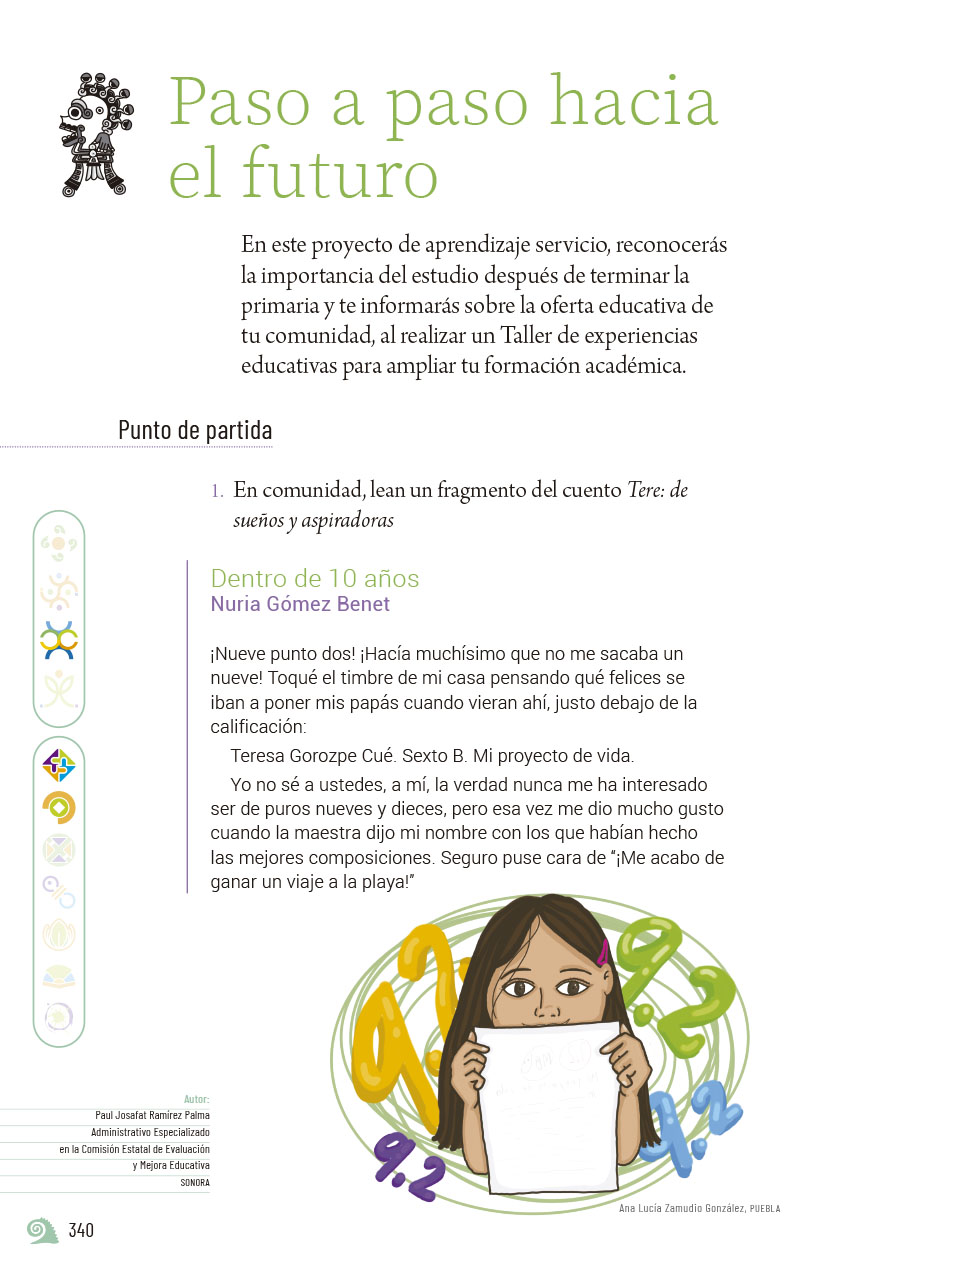 Paso a paso hacia
el futuro
En este proyecto de aprendizaje servicio, reconocerás
la importancia del estudio después de terminar la
primaria y te informarás sobre la oferta educativa de
tu comunidad, al realizar un Taller de experiencias
educativas para ampliar tu formación académica.
Punto de partida
1. En comunidad, lean un fragmento del cuento Tere: de
sueños y aspiradoras
Dentro de 10 años
Nuria Gómez Benet
¡Nueve punto dos! ¡Hacía muchísimo que no me sacaba un
nueve! Toqué el timbre de mi casa pensando qué felices se
iban a poner mis papás cuando vieran ahí, justo debajo de la
calificación:
Teresa Gorozpe Cué. Sexto B. Mi proyecto de vida.
Yo no sé a ustedes, a mí, la verdad nunca me ha interesado
ser de puros nueves y dieces, pero esa vez me dio mucho gusto
cuando la maestra dijo mi nombre con los que habían hecho
las mejores composiciones. Seguro puse cara de “¡Me acabo de
ganar un viaje a la playa!”
9.2
9.2
9.2
9.2
Autor:
Paul Josafat Ramírez Palma
Administrativo Especializado
en la Comisión Estatal de Evaluación
y Mejora Educativa
SONORA
Ana Lucía Zamudio González, PUEBLA
340